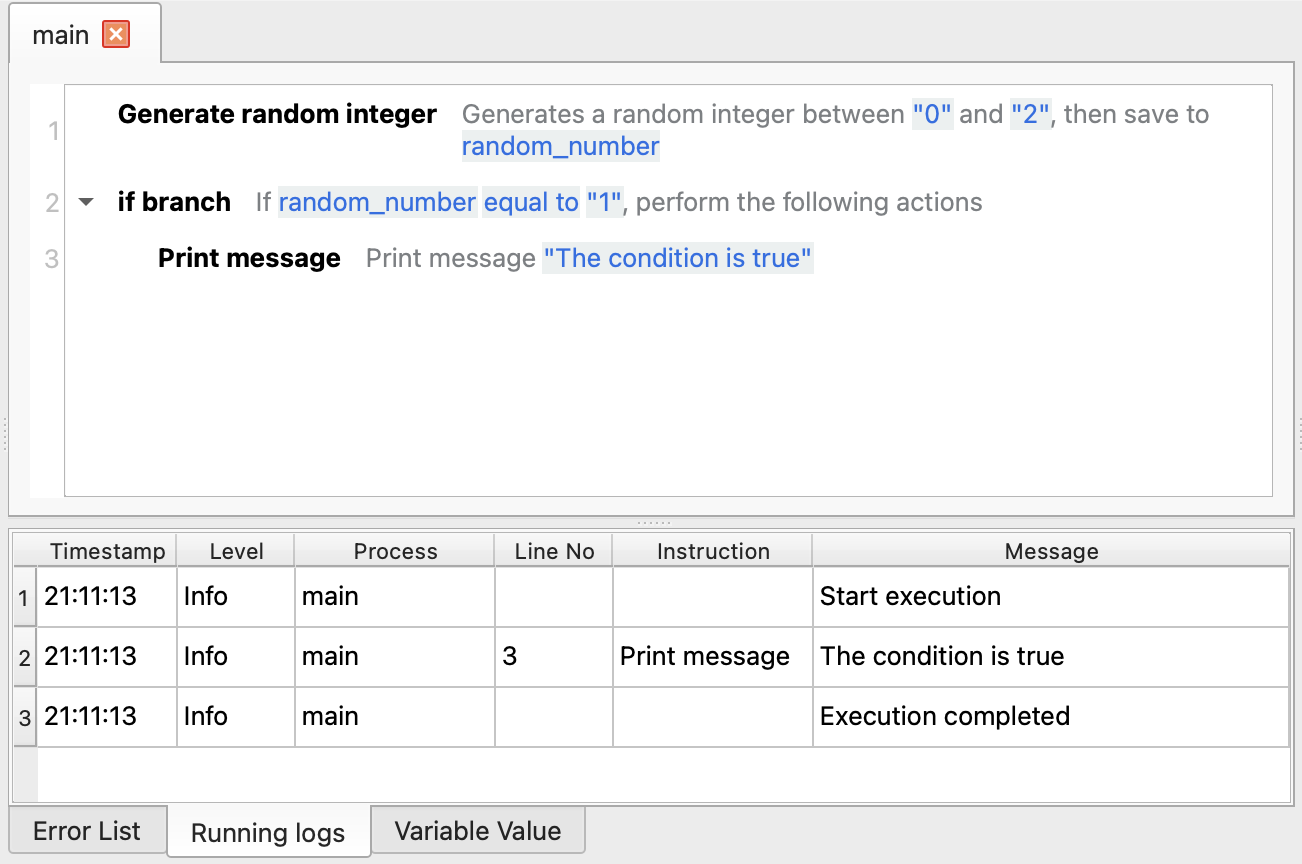 main
1 Generate random integer Generates a random integer between "0" and "2", then save to
random_number
2 if branch If random_number equal to "1", perform the following actions
3 Print message Print message "The condition is true"
Timestamp Level Process Line No Instruction Message
1 21:11:13 Info main Start execution
2 21:11:13 Info main 3 Print message The condition is true
3 21:11:13 Info main Execution completed
Error List Running logs Variable Value